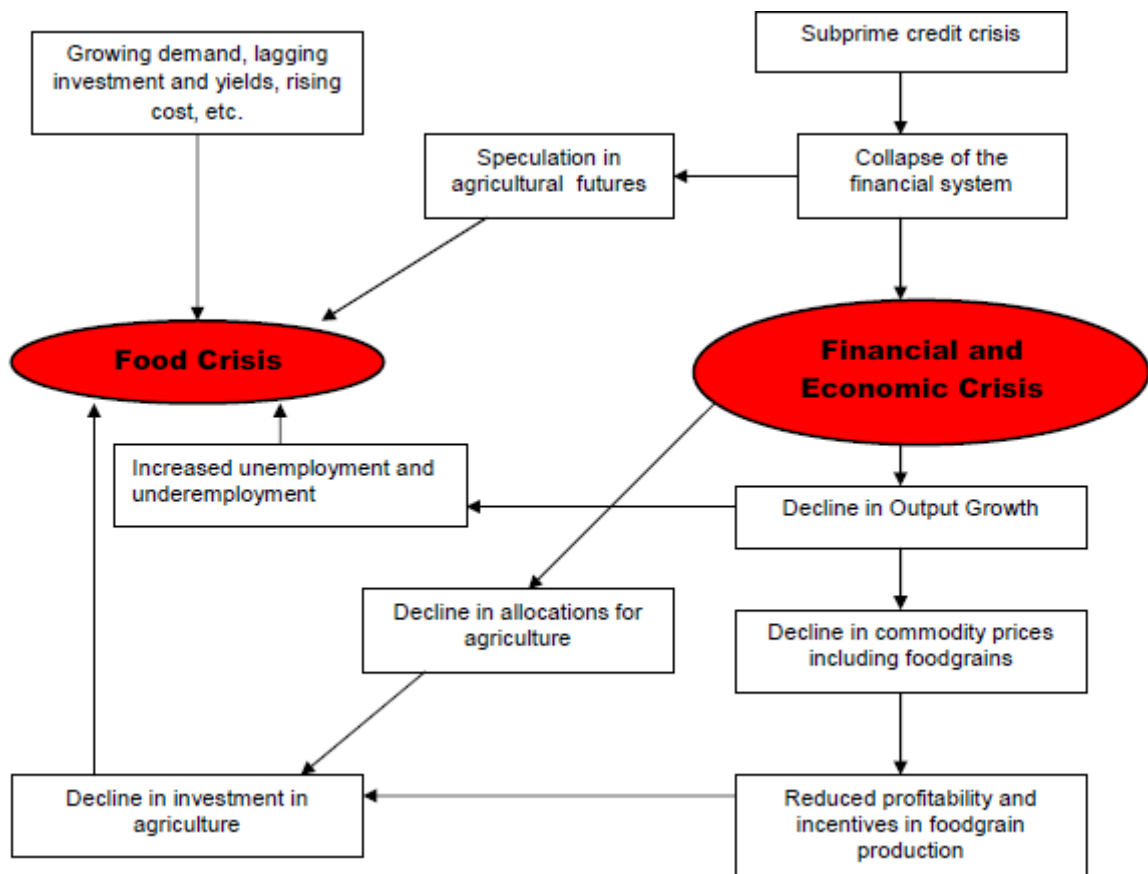 Growing demand, lagging
investment and yields, rising
cost, etc.
Subprime credit crisis
Speculation in
agricultural futures
Collapse of the
financial system
Food Crisis
Financial and
Economic Crisis
Increased unemployment and
underemployment
Decline in Output Growth
Decline in allocations for
agriculture
Decline in commodity prices
including foodgrains
Decline in investment in
agriculture
Reduced profitability and
incentives in foodgrain
production